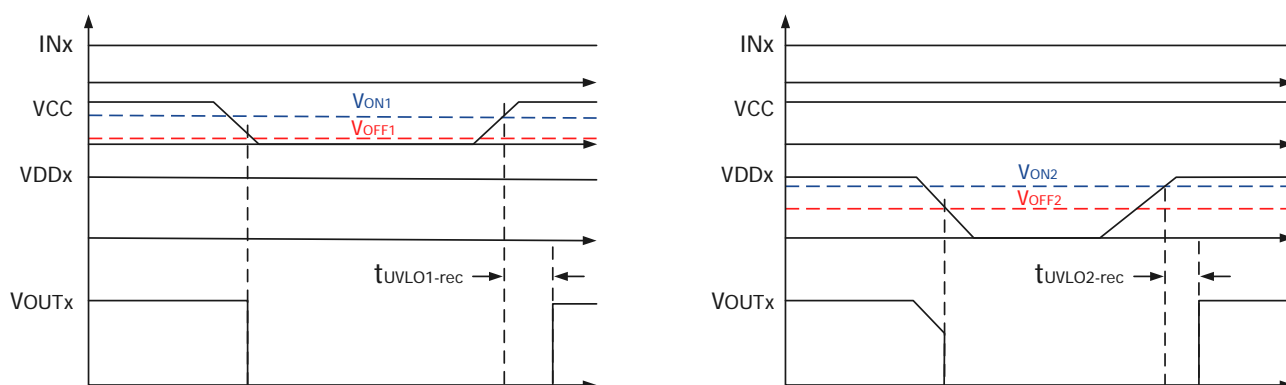 INx
VCC
VON1
VOFF1
VDDx
tUVLO1-rec
VOUTx
INx
VCC
VDDx
VON2
VOFF2
tUVLO2-rec
VOUTx